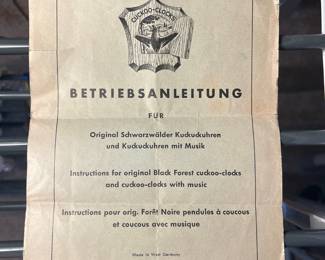 CUCKOO-CLOCKS
BETRIEBSANLEITUNG
FÜR
Original Schwarzwälder Kuckuckuhren
und Kuckuckuhren mit Musik
Instructions for original Black Forest cuckoo-clocks
and cuckoo-clocks with music
Instructions pour orig. Forêt Noire pendules à coucous
et coucous avec musique
Made in West Germany